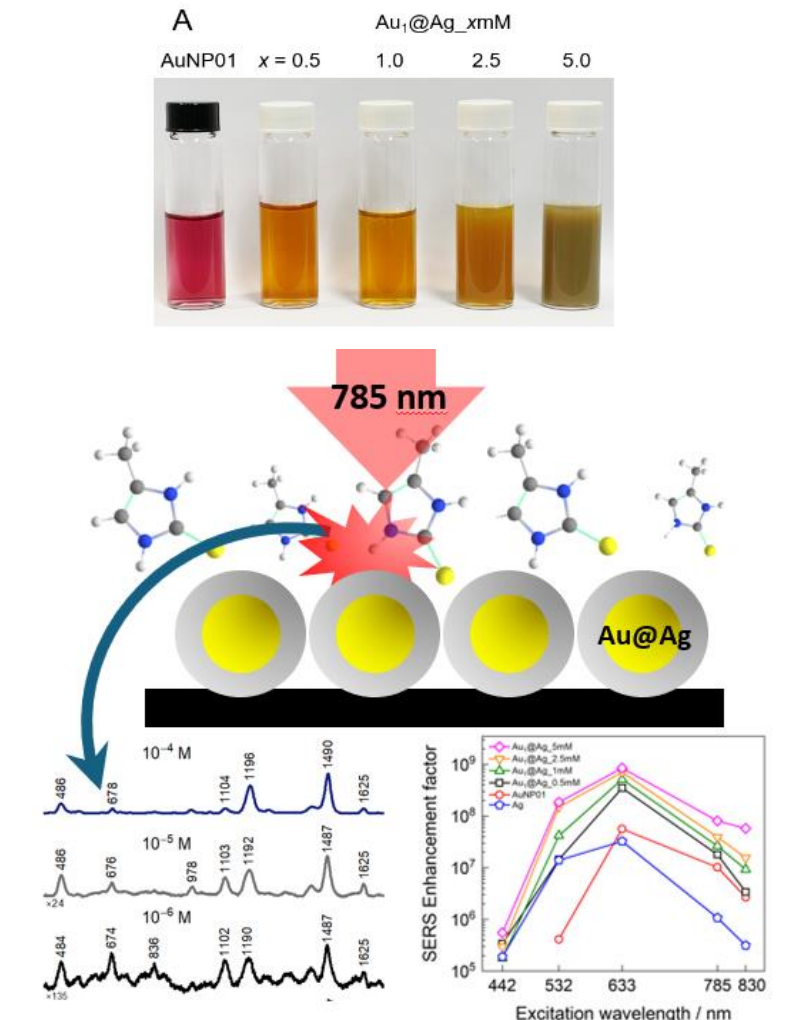 A
Au₁@Ag_xmM
AuNP01 x = 0.5 1.0 2.5 5.0
785 nm
Au@Ag
10⁻⁴ M
486 678 1104 1196 1490 1625
10⁻⁵ M
486 676 978 1103 1192 1487 1625
×24
10⁻⁶ M
484 674 836 1102 1190 1487 1625
×135
SERS Enhancement factor
10⁹
10⁸
10⁷
10⁶
10⁵
Au₁@Ag_5mM
Au₁@Ag_2.5mM
Au₁@Ag_1mM
Au₁@Ag_0.5mM
AuNP01
Ag
442 532 633 785 830
Excitation wavelength / nm